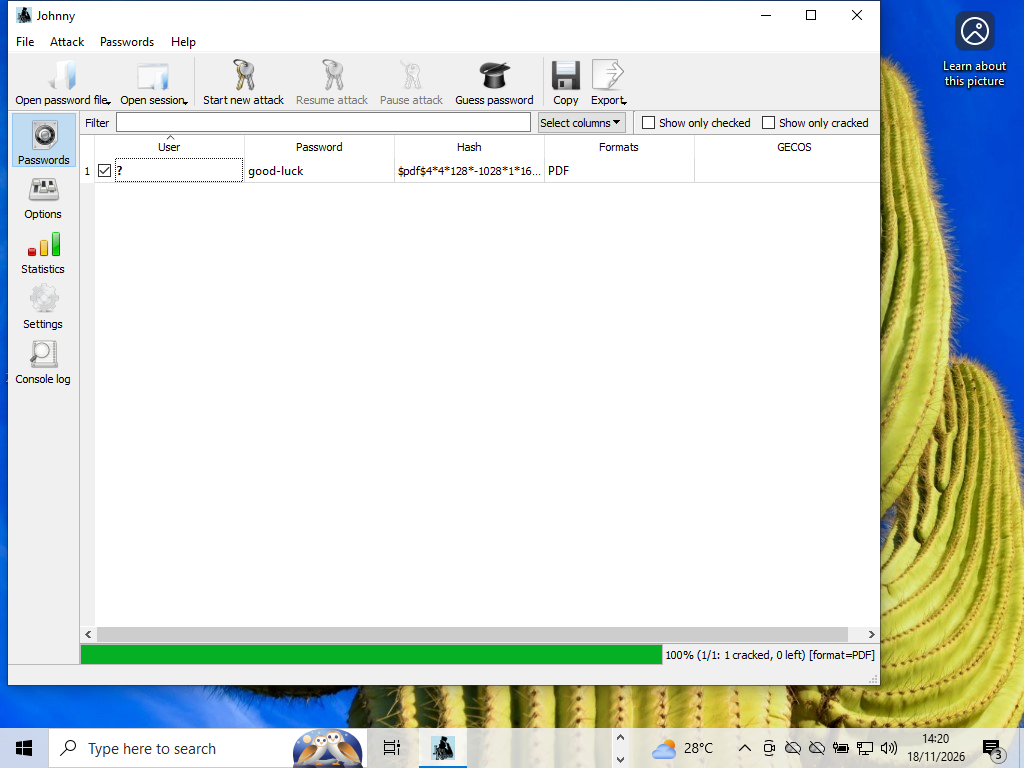 Johnny
File Attack Passwords Help
Open password file Open session Start new attack Resume attack Pause attack Guess password Copy Export
Filter Select columns Show only checked Show only cracked
Passwords
Options
Statistics
Settings
Console log
User Password Hash Formats GECOS
1 ? good-luck $pdf$4*4*128*-1028*1*16... PDF
100% (1/1: 1 cracked, 0 left) [format=PDF]
Learn about
this picture
Type here to search
28°C
14:20
18/11/2026
3